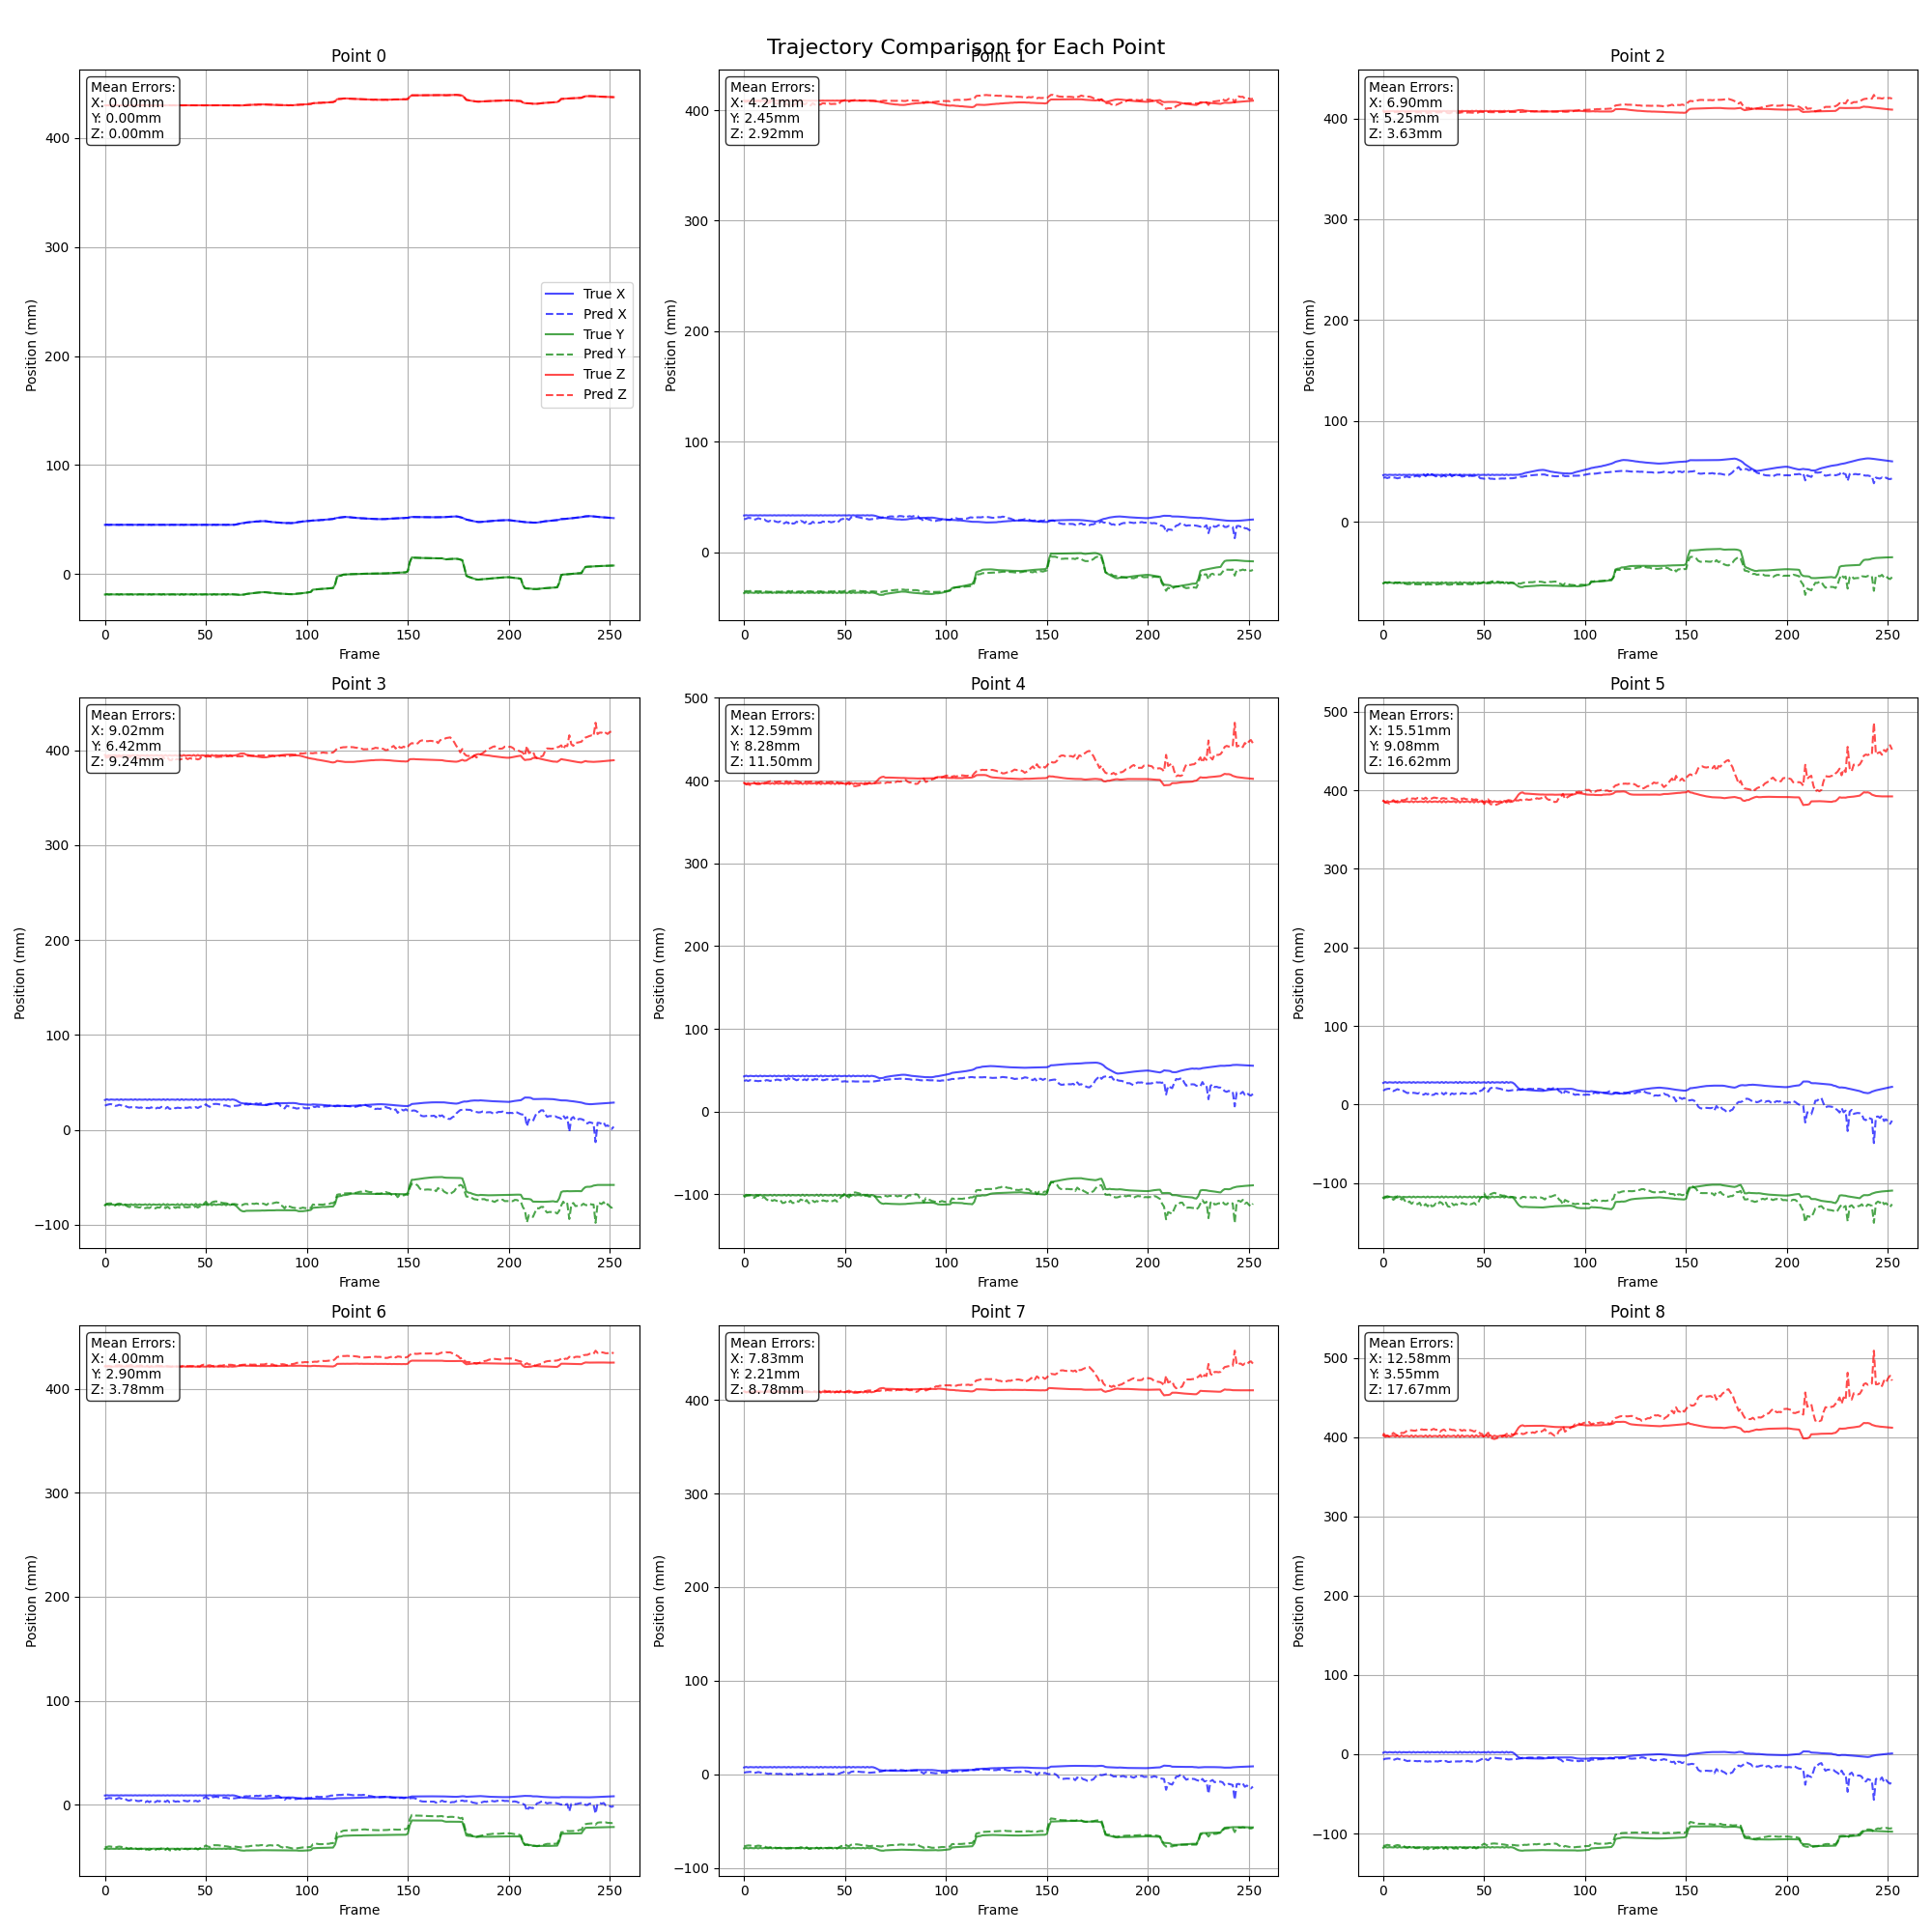 Trajectory Comparison for Each Point
Point 0
Mean Errors:
X: 0.00mm
Y: 0.00mm
Z: 0.00mm
400
300
200
100
0
Position (mm)
True X
Pred X
True Y
Pred Y
True Z
Pred Z
0 50 100 150 200 250
Frame
Point 1
Mean Errors:
X: 4.21mm
Y: 2.45mm
Z: 2.92mm
400
300
200
100
0
Position (mm)
0 50 100 150 200 250
Frame
Point 2
Mean Errors:
X: 6.90mm
Y: 5.25mm
Z: 3.63mm
400
300
200
100
0
Position (mm)
0 50 100 150 200 250
Frame
Point 3
Mean Errors:
X: 9.02mm
Y: 6.42mm
Z: 9.24mm
400
300
200
100
0
−100
Position (mm)
0 50 100 150 200 250
Frame
Point 4
Mean Errors:
X: 12.59mm
Y: 8.28mm
Z: 11.50mm
500
400
300
200
100
0
−100
Position (mm)
0 50 100 150 200 250
Frame
Point 5
Mean Errors:
X: 15.51mm
Y: 9.08mm
Z: 16.62mm
500
400
300
200
100
0
−100
Position (mm)
0 50 100 150 200 250
Frame
Point 6
Mean Errors:
X: 4.00mm
Y: 2.90mm
Z: 3.78mm
400
300
200
100
0
Position (mm)
0 50 100 150 200 250
Frame
Point 7
Mean Errors:
X: 7.83mm
Y: 2.21mm
Z: 8.78mm
400
300
200
100
0
−100
Position (mm)
0 50 100 150 200 250
Frame
Point 8
Mean Errors:
X: 12.58mm
Y: 3.55mm
Z: 17.67mm
500
400
300
200
100
0
−100
Position (mm)
0 50 100 150 200 250
Frame